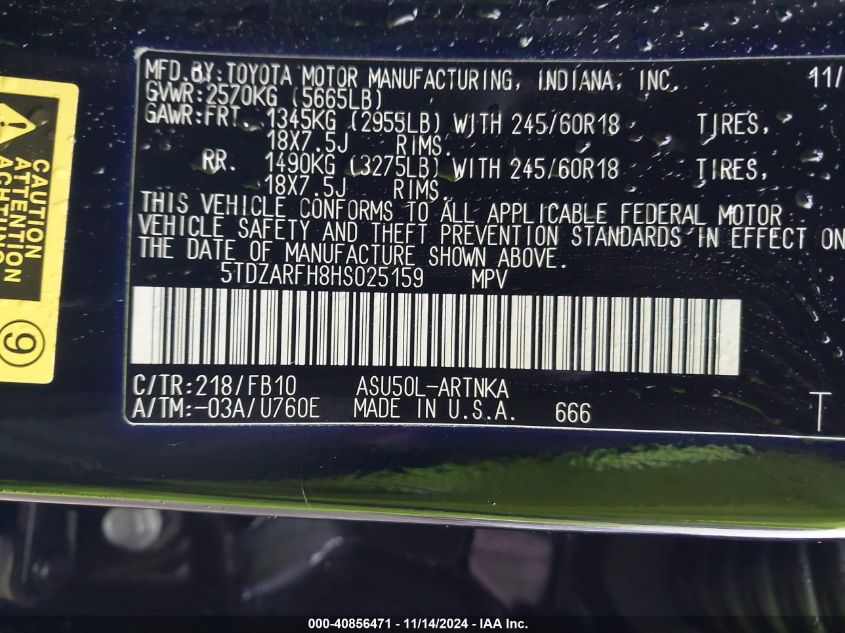 MFD.BY:TOYOTA MOTOR MANUFACTURING, INDIANA, INC. 11/
GVWR:2570KG (5665LB)
GAWR:FRT. 1345KG (2955LB) WITH 245/60R18 TIRES,
18X7.5J RIMS.
RR. 1490KG (3275LB) WITH 245/60R18 TIRES,
18X7.5J RIMS.
THIS VEHICLE CONFORMS TO ALL APPLICABLE FEDERAL MOTOR
VEHICLE SAFETY AND THEFT PREVENTION STANDARDS IN EFFECT ON
THE DATE OF MANUFACTURE SHOWN ABOVE.
5TDZARFH8HS025159 MPV
C/TR:218/FB10 ASU50L-ARTNKA
A/TM:-03A/U760E MADE IN U.S.A. 666 T
CAUTION
ATTENTION
ACHTUNG
9
000-40856471 - 11/14/2024 - IAA Inc.